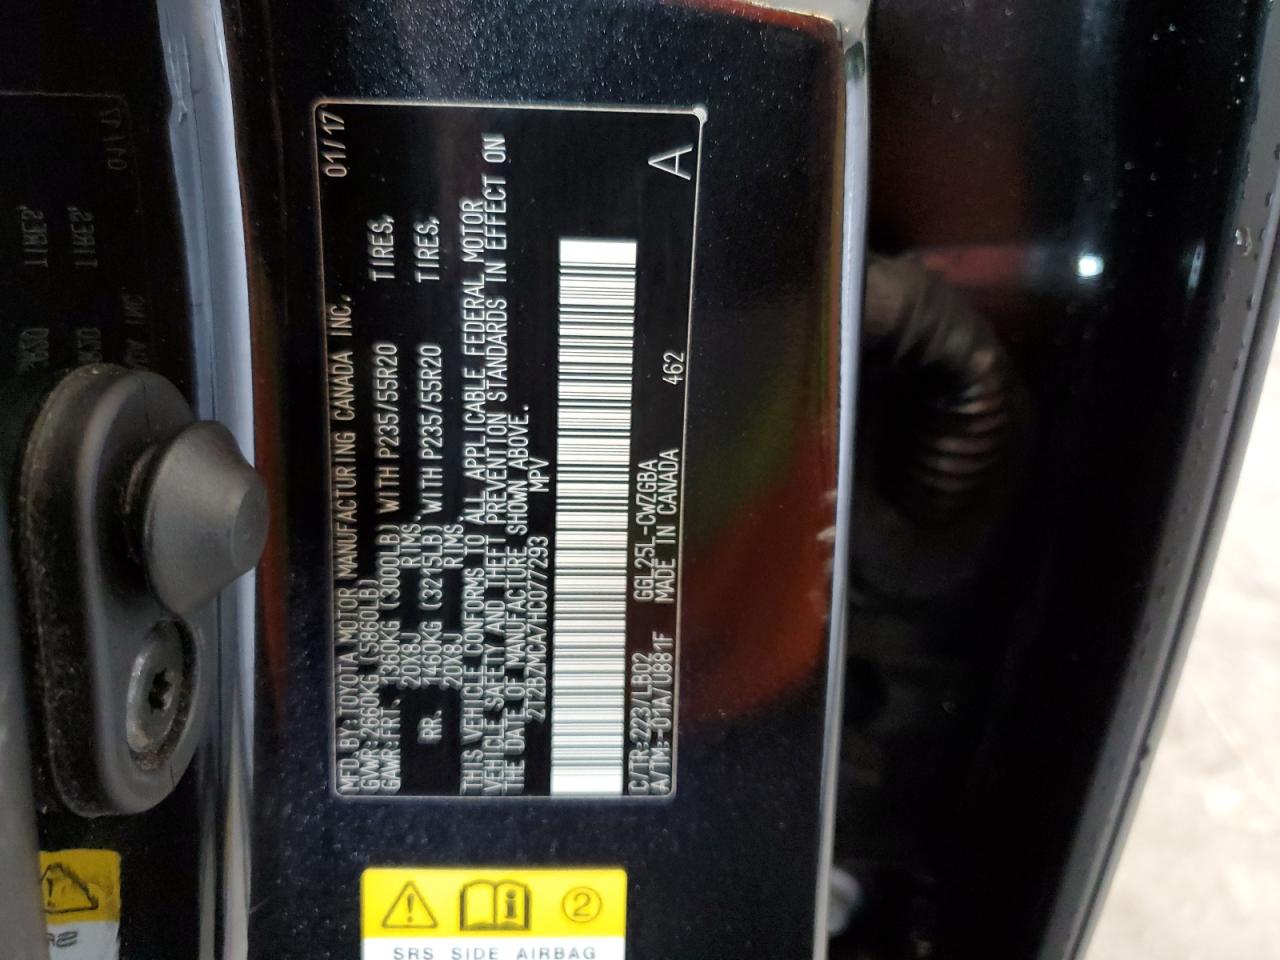 MFD. BY: TOYOTA MOTOR MANUFACTURING CANADA INC. 01/17
GVWR: 2660KG (5860LB)
GAWR: FRT. 1360KG (3000LB) WITH P235/55R20 TIRES,
20X8J RIMS,
RR. 1460KG (3215LB) WITH P235/55R20 TIRES,
20X8J RIMS.
THIS VEHICLE CONFORMS TO ALL APPLICABLE FEDERAL MOTOR
VEHICLE SAFETY AND THEFT PREVENTION STANDARDS IN EFFECT ON
THE DATE OF MANUFACTURE SHOWN ABOVE.
2T2BZMCA7HC077293 MPV
C/TR: 223/LB02 GGL25L-CWZGBA
A/TM: -01A/U881F MADE IN CANADA 462 A
2
SRS SIDE AIRBAG